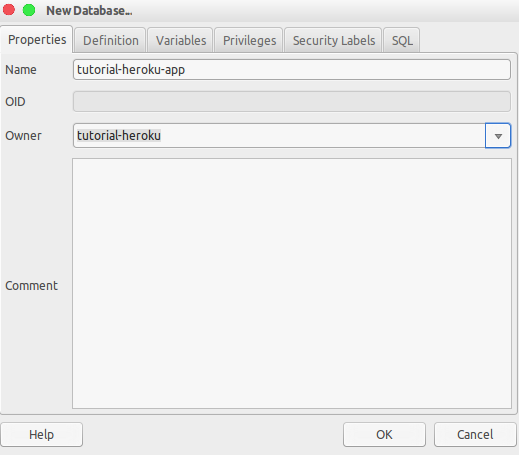 New Database...
Properties Definition Variables Privileges Security Labels SQL
Name tutorial-heroku-app
OID
Owner tutorial-heroku
Comment
Help OK Cancel